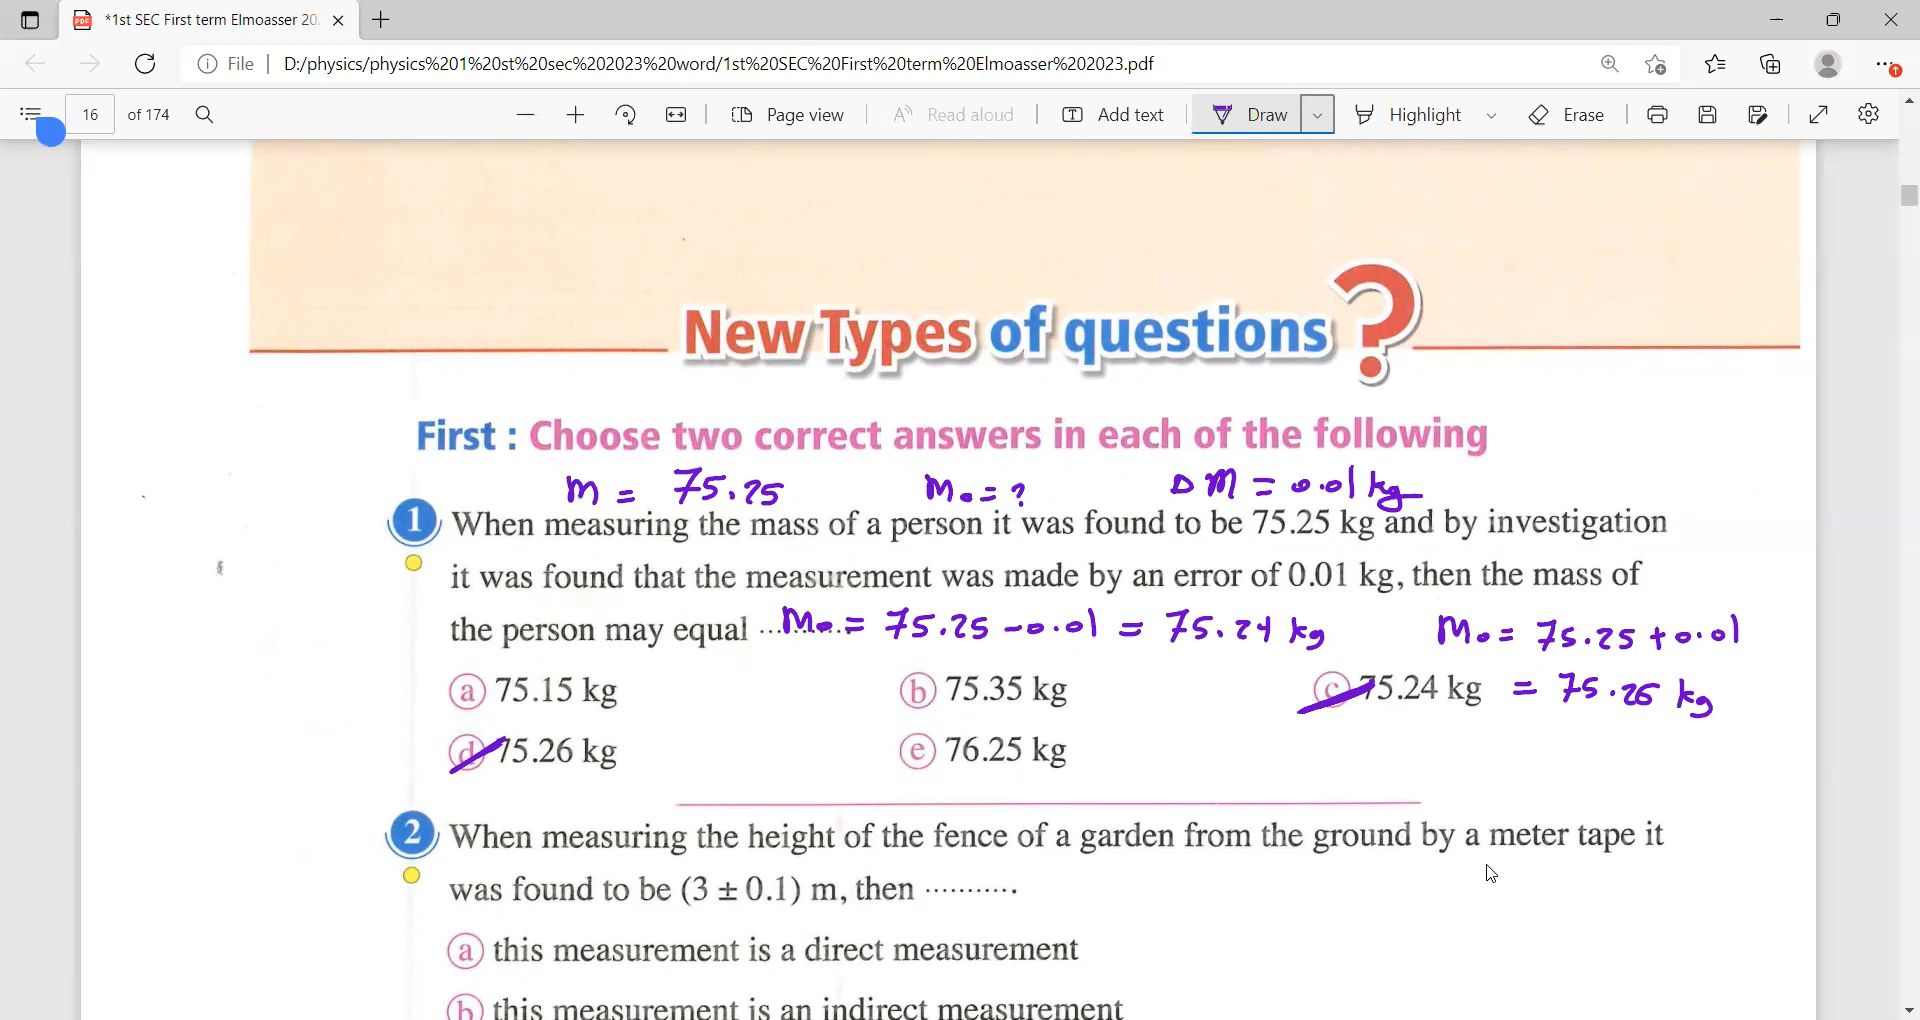 *1st SEC First term Elmoasser 20
File D:/physics/physics%201%20st%20sec%202023%20word/1st%20SEC%20First%20term%20Elmoasser%202023.pdf
16 of 174 Page view Read aloud Add text Draw Highlight Erase
New Types of questions ?
First : Choose two correct answers in each of the following
m = 75.25 M₀ = ? Δ M = 0.01 kg
1 When measuring the mass of a person it was found to be 75.25 kg and by investigation
it was found that the measurement was made by an error of 0.01 kg, then the mass of
the person may equal ........... M₀ = 75.25 - 0.01 = 75.24 kg M₀ = 75.25 + 0.01
a 75.15 kg b 75.35 kg c 75.24 kg = 75.26 kg
d 75.26 kg e 76.25 kg
2 When measuring the height of the fence of a garden from the ground by a meter tape it
was found to be (3 ± 0.1) m, then ...........
a this measurement is a direct measurement
b this measurement is an indirect measurement